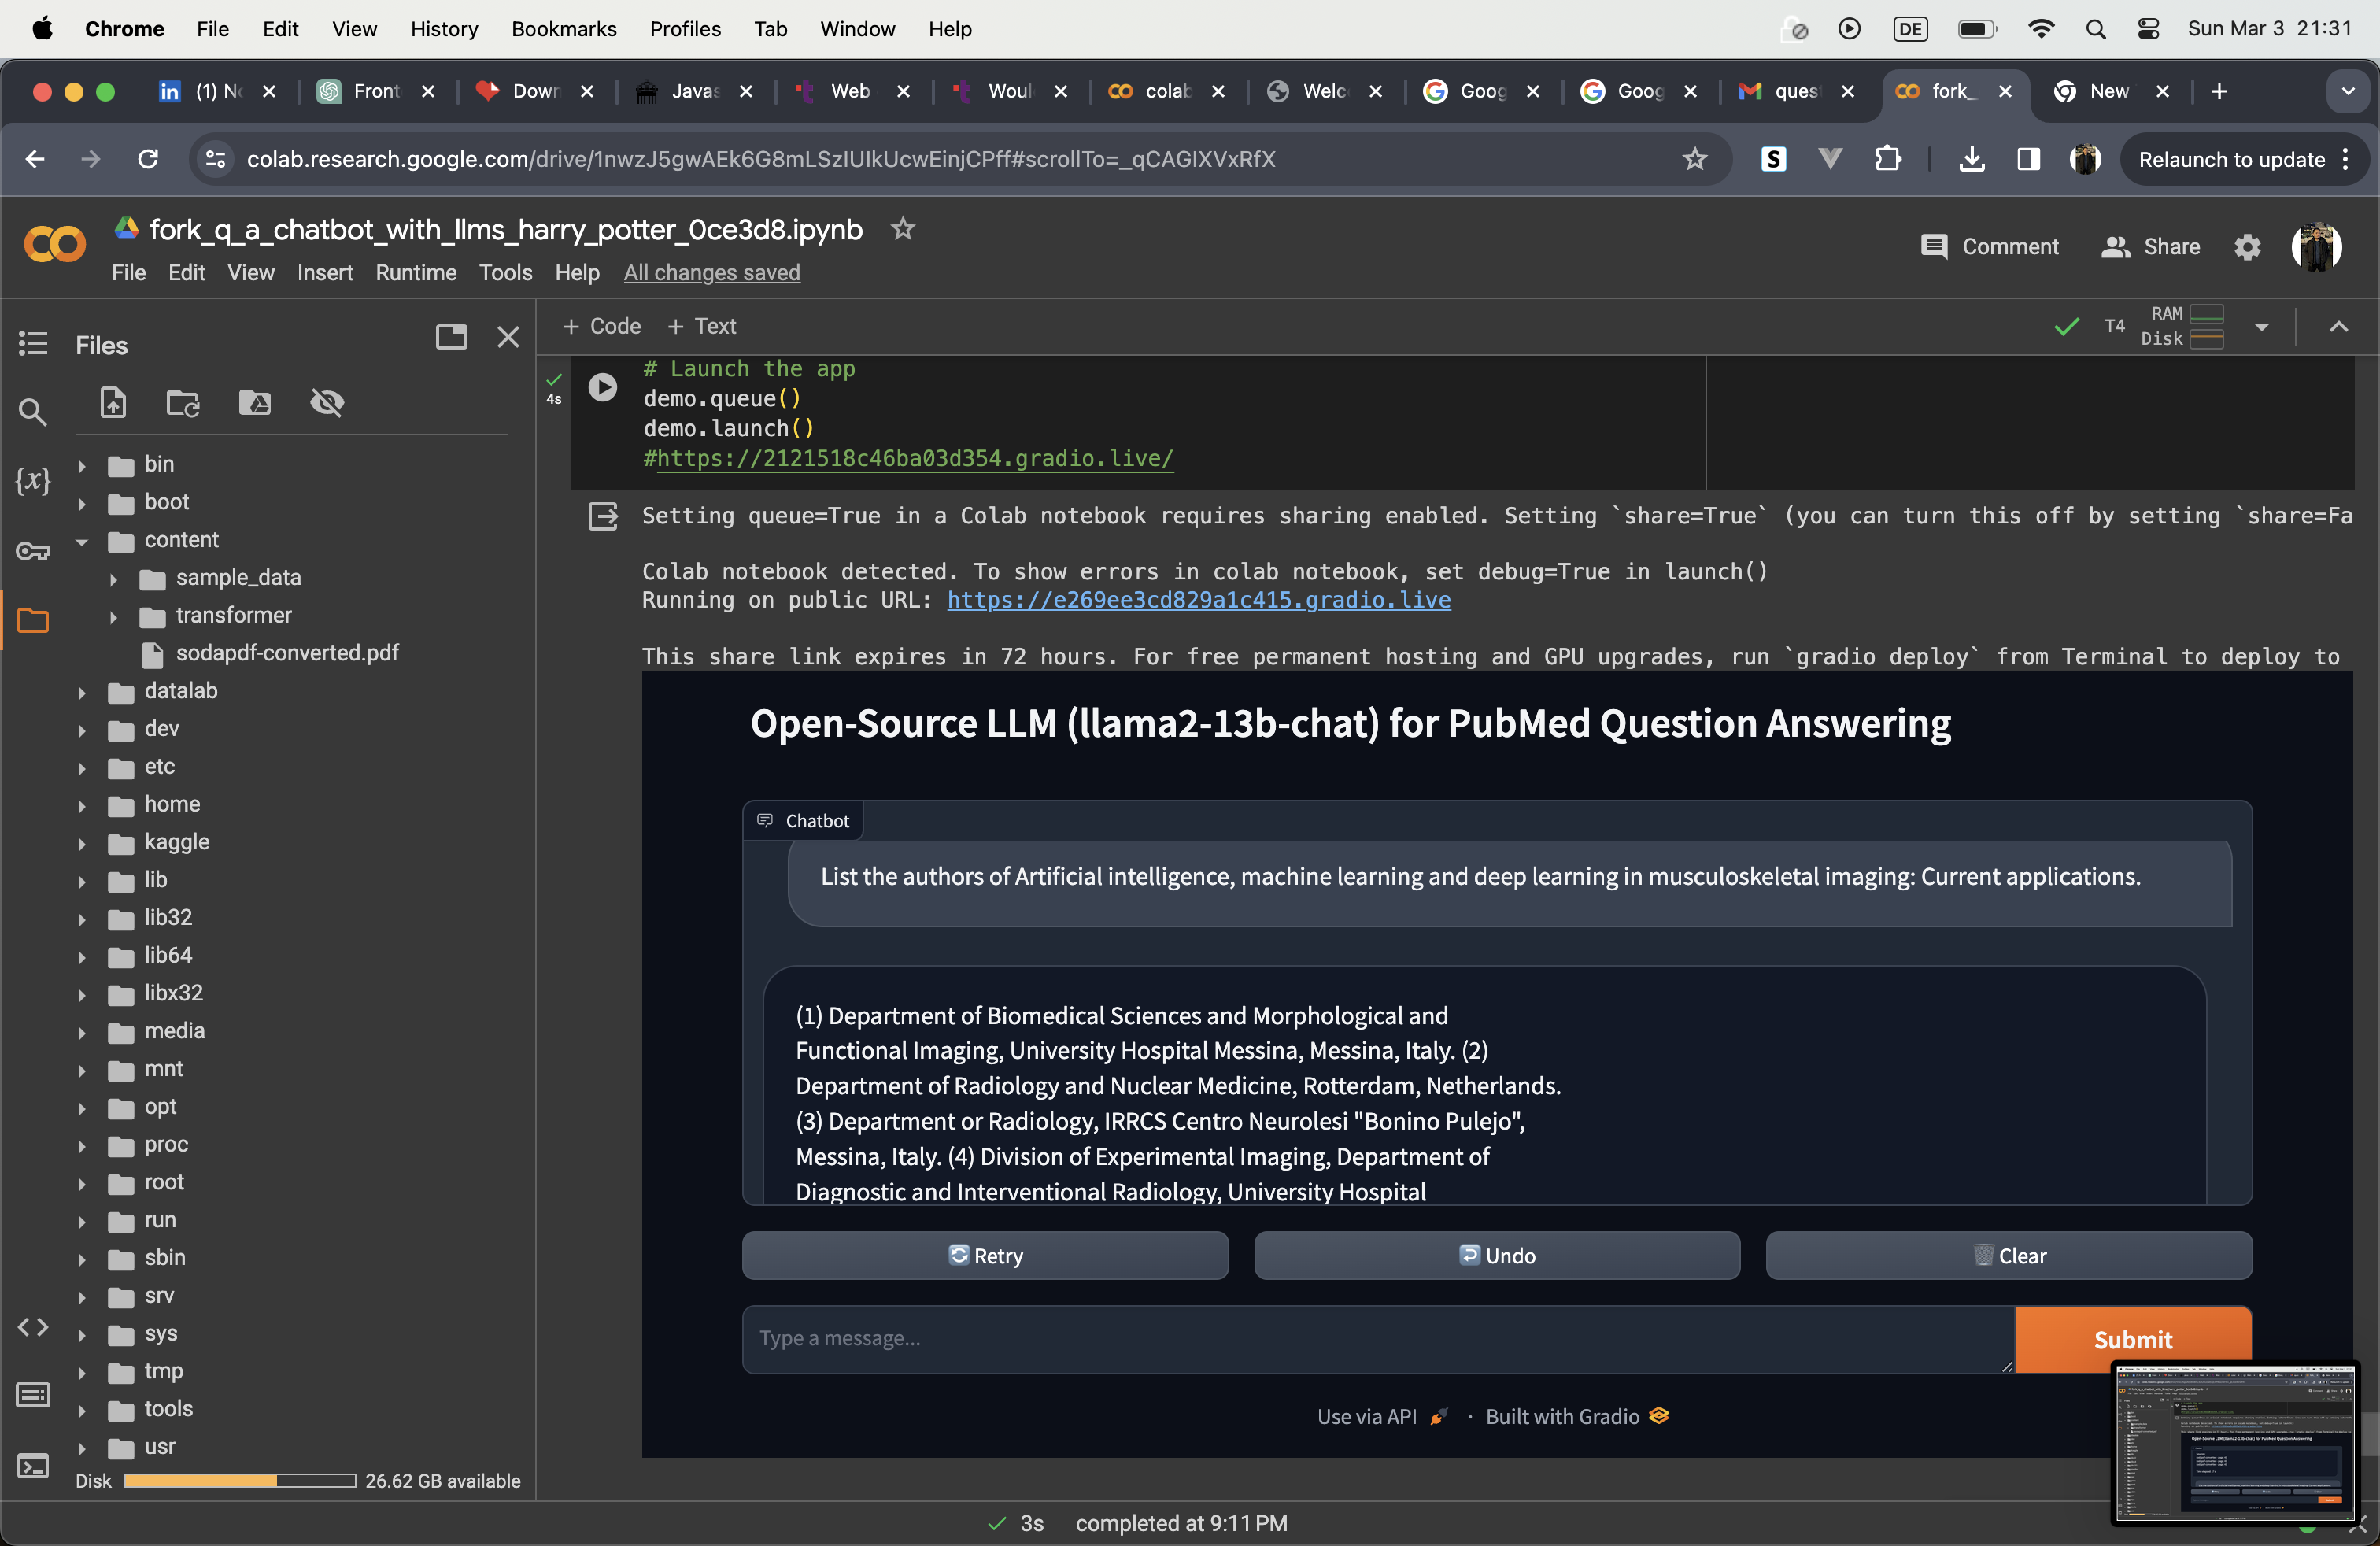 Chrome File Edit View History Bookmarks Profiles Tab Window Help DE Sun Mar 3 21:31
(1) No Front Down Javas Web Woul colab Welc Goog Goog ques fork_ New
colab.research.google.com/drive/1nwzJ5gwAEk6G8mLSzIUIkUcwEinjCPff#scrollTo=_qCAGlXVxRfX S Relaunch to update
fork_q_a_chatbot_with_llms_harry_potter_0ce3d8.ipynb
Comment Share
File Edit View Insert Runtime Tools Help All changes saved
Files
+ Code + Text
T4 RAM
Disk
{x}
bin
boot
content
sample_data
transformer
sodapdf-converted.pdf
datalab
dev
etc
home
kaggle
lib
lib32
lib64
libx32
media
mnt
opt
proc
root
run
sbin
srv
sys
tmp
tools
usr
Disk 26.62 GB available
4s
# Launch the app
demo.queue()
demo.launch()
#https://2121518c46ba03d354.gradio.live/
Setting queue=True in a Colab notebook requires sharing enabled. Setting `share=True` (you can turn this off by setting `share=Fa
Colab notebook detected. To show errors in colab notebook, set debug=True in launch()
Running on public URL: https://e269ee3cd829a1c415.gradio.live
This share link expires in 72 hours. For free permanent hosting and GPU upgrades, run `gradio deploy` from Terminal to deploy to
Open-Source LLM (llama2-13b-chat) for PubMed Question Answering
Chatbot
List the authors of Artificial intelligence, machine learning and deep learning in musculoskeletal imaging: Current applications.
(1) Department of Biomedical Sciences and Morphological and
Functional Imaging, University Hospital Messina, Messina, Italy. (2)
Department of Radiology and Nuclear Medicine, Rotterdam, Netherlands.
(3) Department or Radiology, IRRCS Centro Neurolesi "Bonino Pulejo",
Messina, Italy. (4) Division of Experimental Imaging, Department of
Diagnostic and Interventional Radiology, University Hospital
Retry Undo Clear
Type a message...
Submit
Use via API · Built with Gradio
3s completed at 9:11 PM